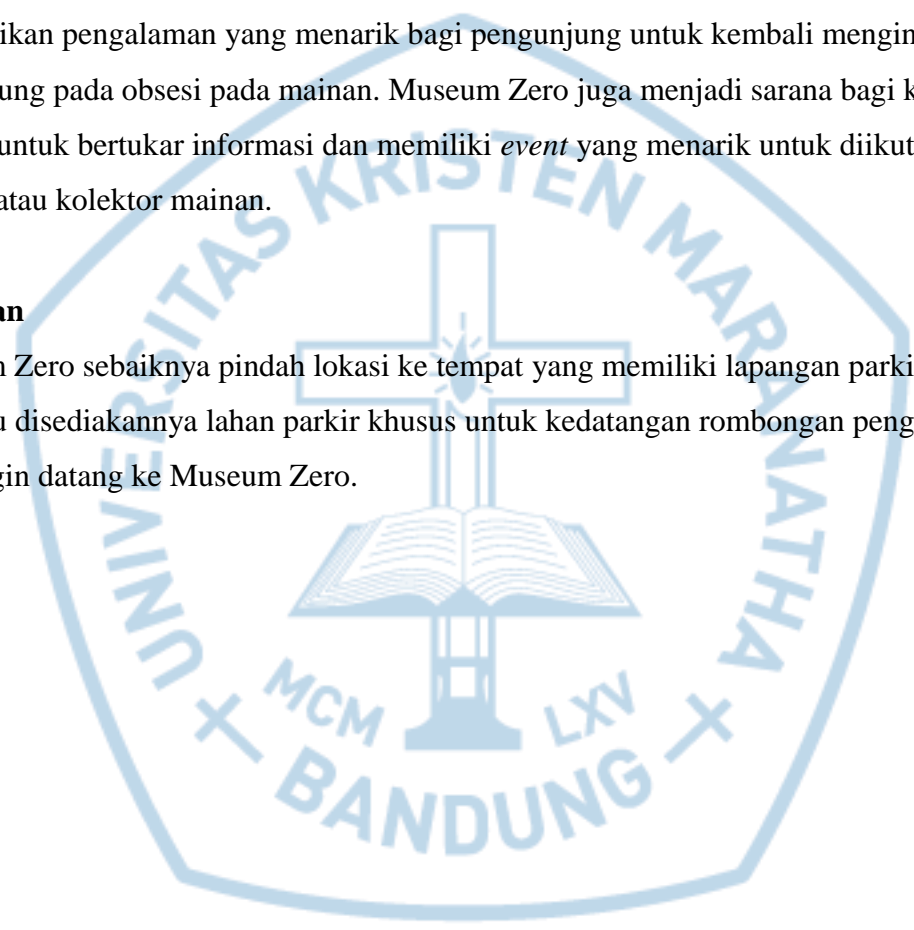 ikan pengalaman yang menarik bagi pengunjung untuk kembali mengin
ung pada obsesi pada mainan. Museum Zero juga menjadi sarana bagi k
untuk bertukar informasi dan memiliki event yang menarik untuk diikut
atau kolektor mainan.
an
n Zero sebaiknya pindah lokasi ke tempat yang memiliki lapangan parki
u disediakannya lahan parkir khusus untuk kedatangan rombongan peng
gin datang ke Museum Zero.
UNIVERSITAS KRISTEN MARANATHA
MCM LXV
BANDUNG